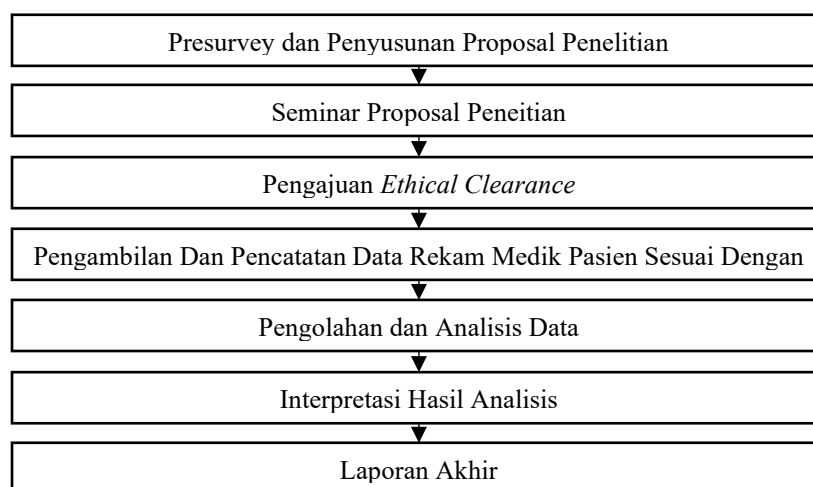 Presurvey dan Penyusunan Proposal Penelitian
Seminar Proposal Peneitian
Pengajuan Ethical Clearance
Pengambilan Dan Pencatatan Data Rekam Medik Pasien Sesuai Dengan
Pengolahan dan Analisis Data
Interpretasi Hasil Analisis
Laporan Akhir